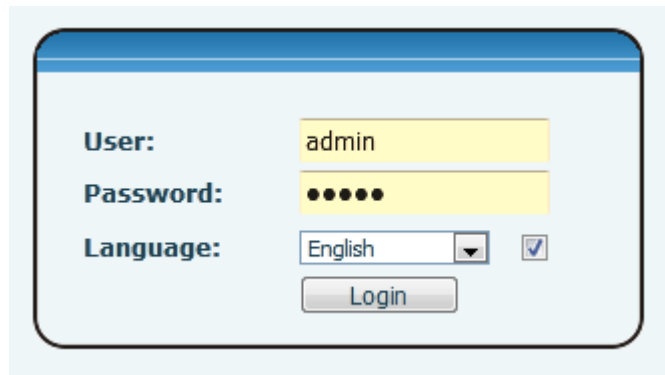 User: admin
Password: •••••
Language: English
Login